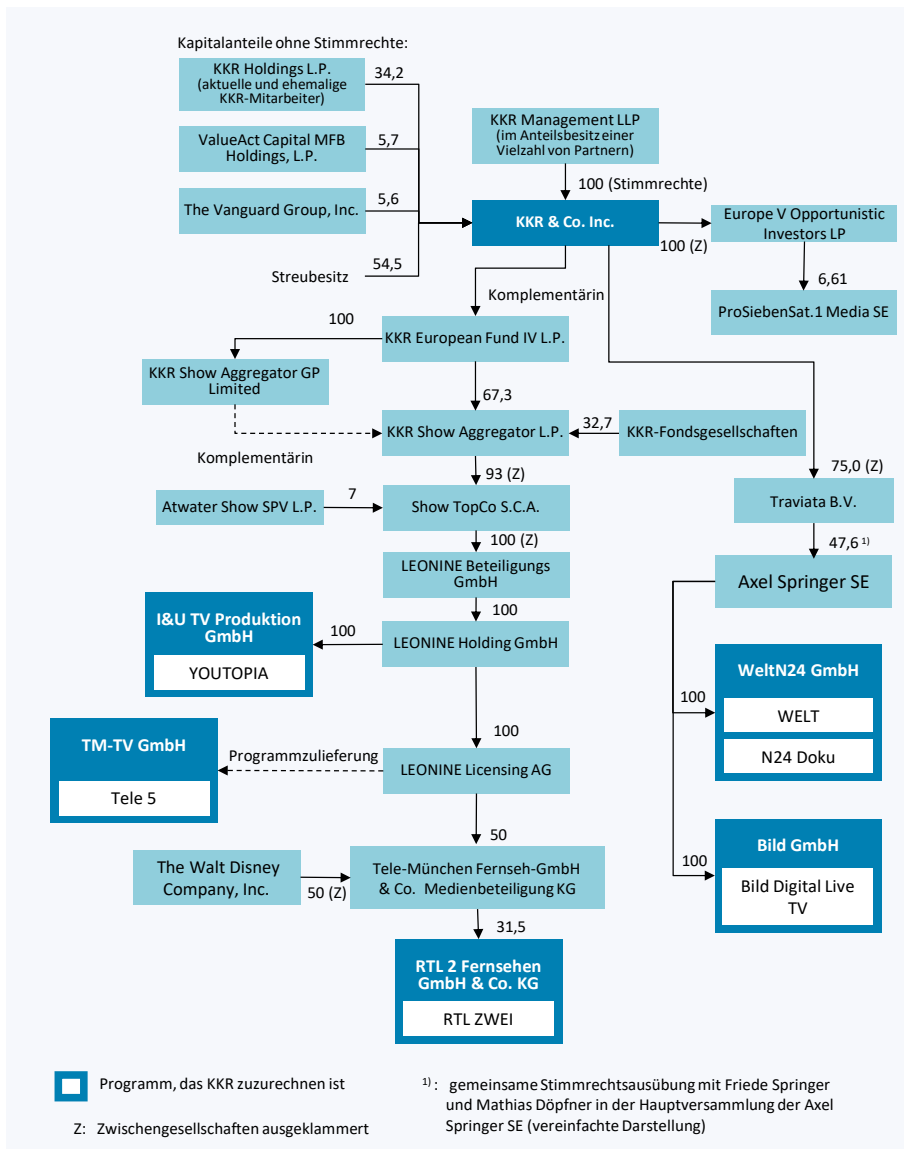 Kapitalanteile ohne Stimmrechte:
KKR Holdings L.P.
(aktuelle und ehemalige
KKR-Mitarbeiter)
34,2
ValueAct Capital MFB
Holdings, L.P.
5,7
The Vanguard Group, Inc.
5,6
Streubesitz
54,5
KKR Management LLP
(im Anteilsbesitz einer
Vielzahl von Partnern)
100 (Stimmrechte)
KKR & Co. Inc.
100 (Z)
Europe V Opportunistic
Investors LP
6,61
ProSiebenSat.1 Media SE
Komplementärin
100
KKR European Fund IV L.P.
KKR Show Aggregator GP
Limited
67,3
Komplementärin
KKR Show Aggregator L.P.
32,7
KKR-Fondsgesellschaften
93 (Z)
75,0 (Z)
Atwater Show SPV L.P.
7
Show TopCo S.C.A.
Traviata B.V.
100 (Z)
47,6 1)
LEONINE Beteiligungs
GmbH
Axel Springer SE
100
I&U TV Produktion
GmbH
YOUTOPIA
100
LEONINE Holding GmbH
100
WeltN24 GmbH
WELT
N24 Doku
100
TM-TV GmbH
Tele 5
Programmzulieferung
LEONINE Licensing AG
50
100
Bild GmbH
Bild Digital Live
TV
The Walt Disney
Company, Inc.
50 (Z)
Tele-München Fernseh-GmbH
& Co. Medienbeteiligung KG
31,5
RTL 2 Fernsehen
GmbH & Co. KG
RTL ZWEI
Programm, das KKR zuzurechnen ist
Z: Zwischengesellschaften ausgeklammert
1) : gemeinsame Stimmrechtsausübung mit Friede Springer
und Mathias Döpfner in der Hauptversammlung der Axel
Springer SE (vereinfachte Darstellung)